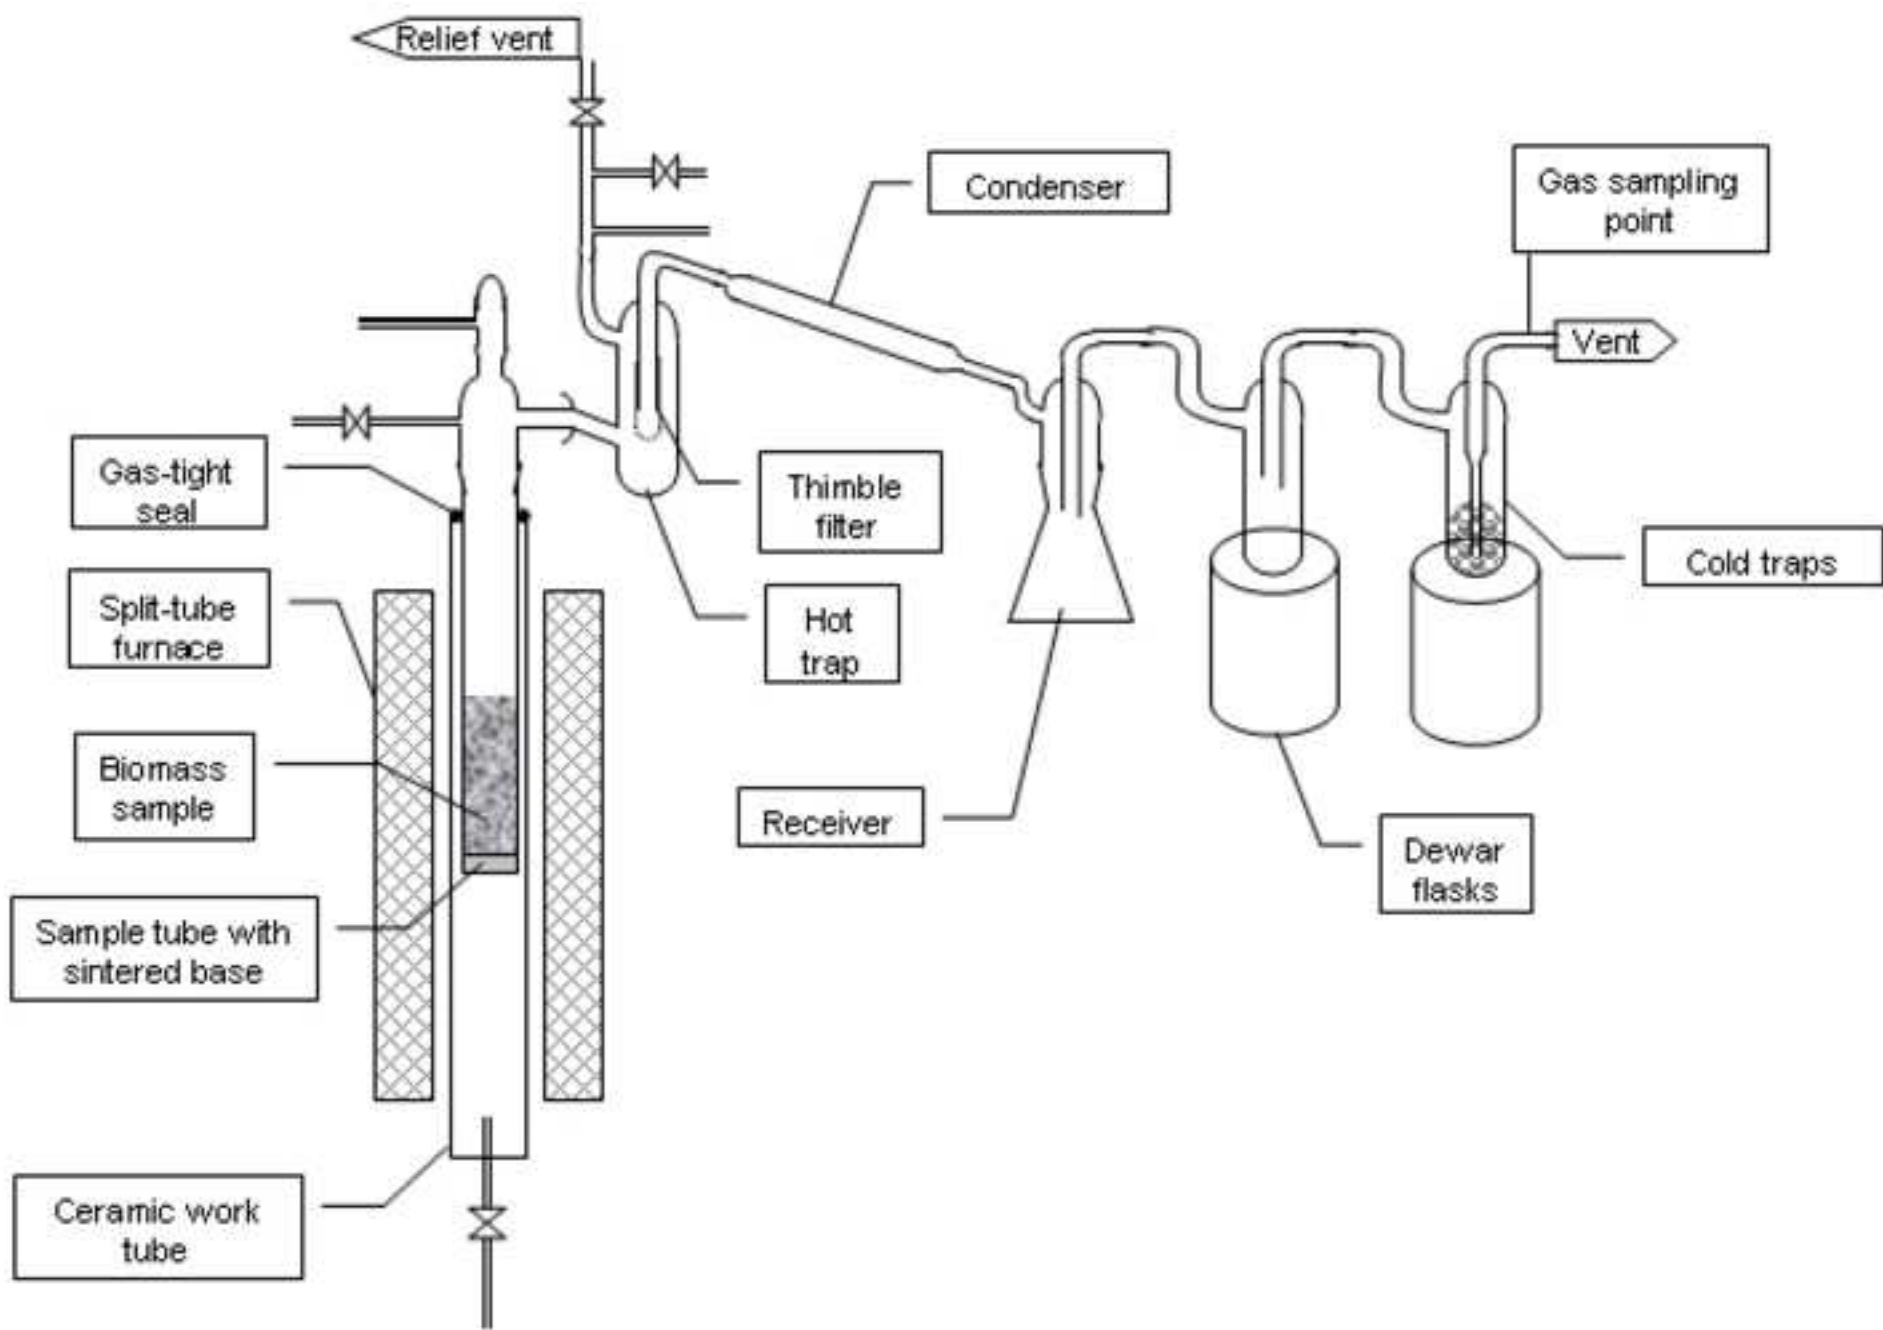 Relief vent
Condenser
Gas sampling
point
Vent
Gas-tight
seal
Thimble
filter
Cold traps
Split-tube
furnace
Hot
trap
Biomass
sample
Receiver
Dewar
flasks
Sample tube with
sintered base
Ceramic work
tube